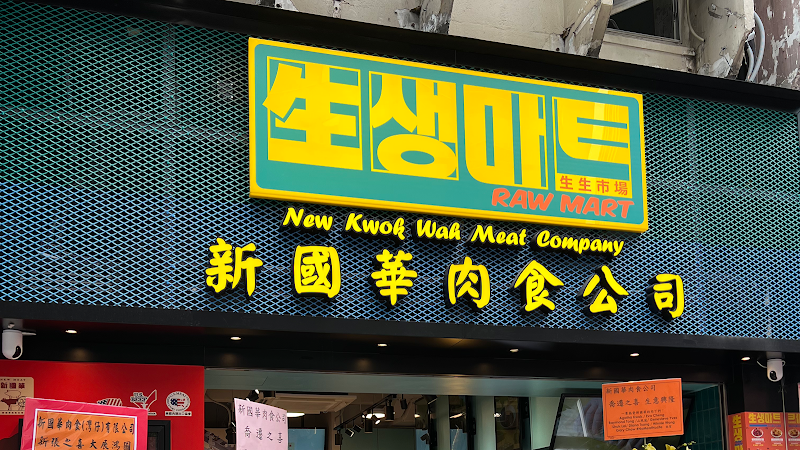 生생마트
生生市場
RAW MART
New Kwok Wah Meat Company
新國華肉食公司
新國華肉食(灣仔)有限公司
新張之喜 大展鴻圖
新國華肉食公司
喬遷之喜
新國華肉食公司
喬遷之喜 生意興隆